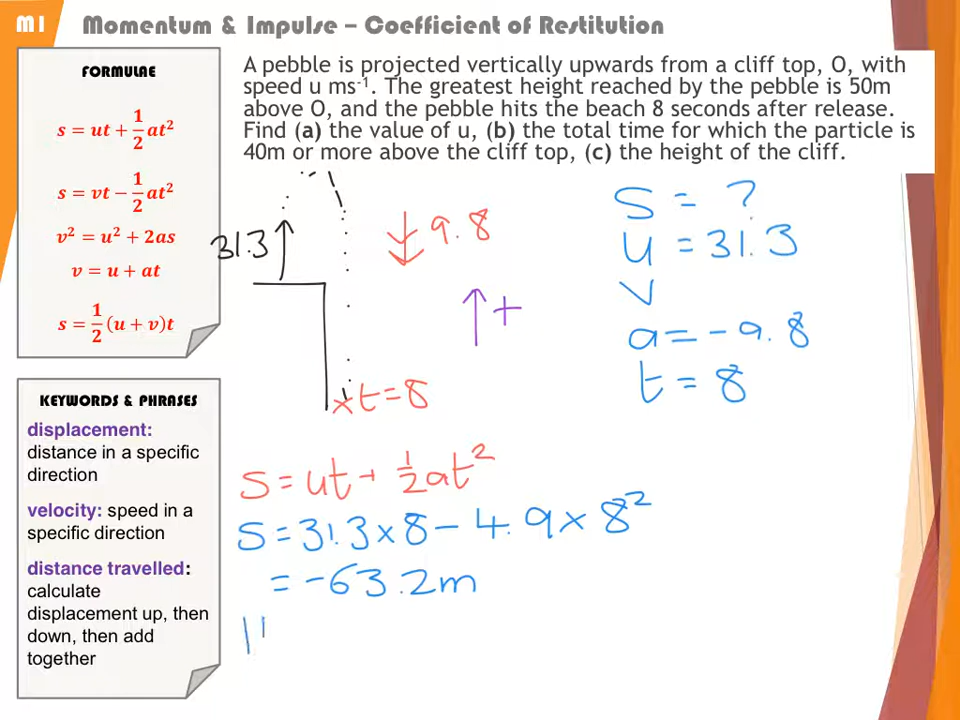 M1 Momentum & Impulse – Coefficient of Restitution
FORMULAE
s = ut + 1/2 at²
s = vt − 1/2 at²
v² = u² + 2as
v = u + at
s = 1/2 (u + v)t
KEYWORDS & PHRASES
displacement:
distance in a specific
direction
velocity: speed in a
specific direction
distance travelled:
calculate
displacement up, then
down, then add
together
A pebble is projected vertically upwards from a cliff top, O, with
speed u ms⁻¹. The greatest height reached by the pebble is 50m
above O, and the pebble hits the beach 8 seconds after release.
Find (a) the value of u, (b) the total time for which the particle is
40m or more above the cliff top, (c) the height of the cliff.
31.3
9.8
+
x t = 8
s = ?
u = 31.3
v
a = -9.8
t = 8
s = ut + 1/2 at²
s = 31.3 × 8 − 4.9 × 8²
= -63.2m